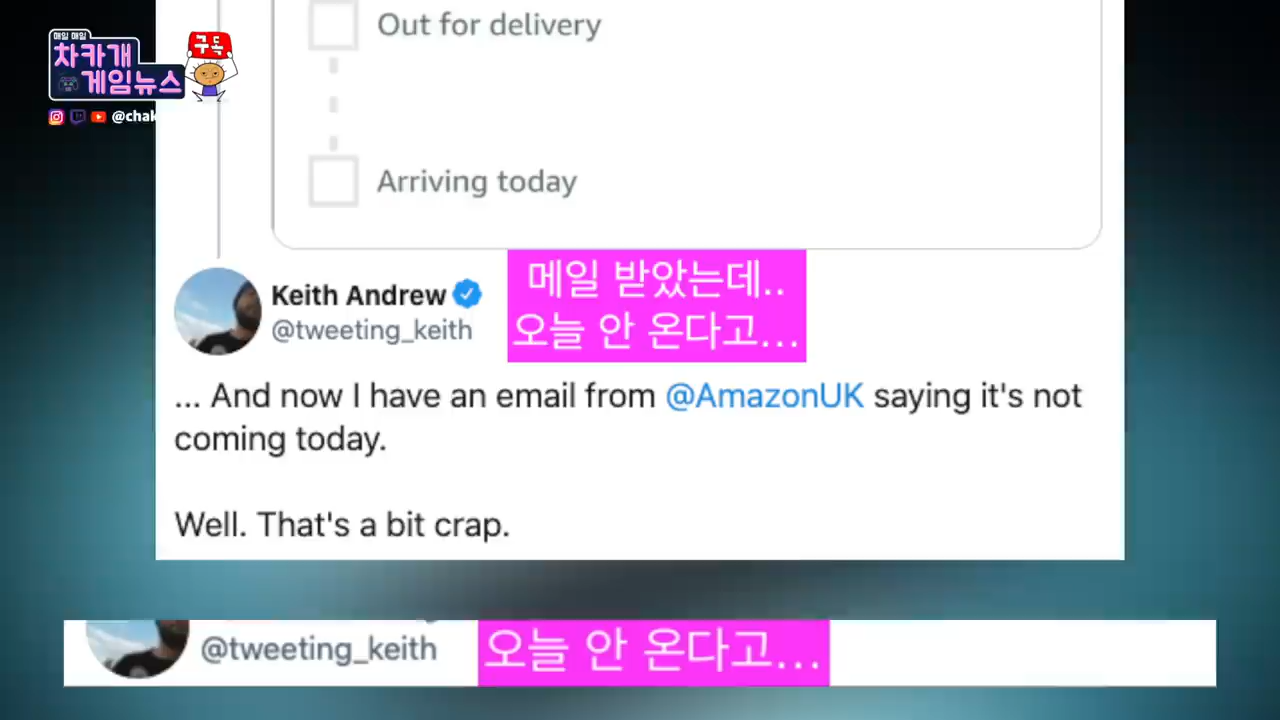 Out for delivery
매일 매일
차카개
게임뉴스
구독
Arriving today
메일 받았는데..
오늘 안 온다고...
Keith Andrew
@tweeting_keith
... And now I have an email from @AmazonUK saying it's not
coming today.
Well. That's a bit crap.
@tweeting_keith
오늘 안 온다고...